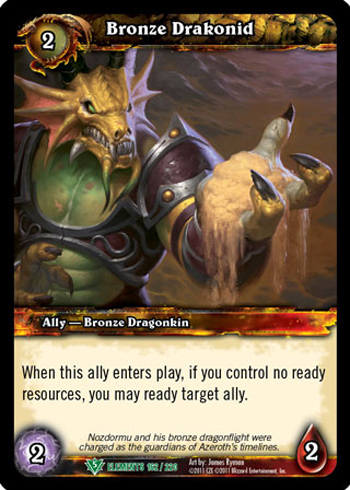 2
Bronze Drakonid
Ally — Bronze Dragonkin
When this ally enters play, if you control no ready
resources, you may ready target ally.
Nozdormu and his bronze dragonflight were
charged as the guardians of Azeroth's timelines.
2
2
ELEMENTS 162/220
Art by: James Ryman
©2011 CZE ©2011 Blizzard Entertainment, Inc.